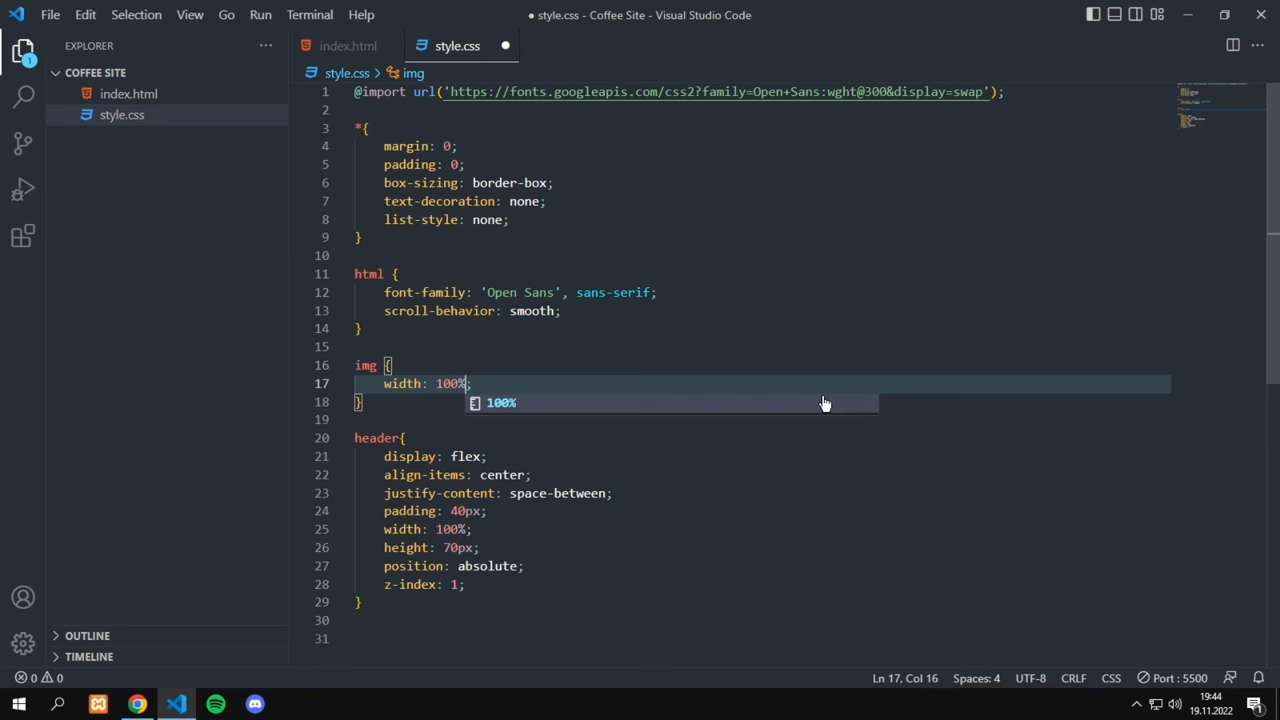 File Edit Selection View Go Run Terminal Help
● style.css - Coffee Site - Visual Studio Code
EXPLORER
COFFEE SITE
index.html
style.css
OUTLINE
TIMELINE
index.html style.css
style.css > img
1 @import url('https://fonts.googleapis.com/css2?family=Open+Sans:wght@300&display=swap');
2
3 *{
4 margin: 0;
5 padding: 0;
6 box-sizing: border-box;
7 text-decoration: none;
8 list-style: none;
9 }
10
11 html {
12 font-family: 'Open Sans', sans-serif;
13 scroll-behavior: smooth;
14 }
15
16 img {
17 width: 100%;
100%
18 }
19
20 header{
21 display: flex;
22 align-items: center;
23 justify-content: space-between;
24 padding: 40px;
25 width: 100%;
26 height: 70px;
27 position: absolute;
28 z-index: 1;
29 }
30
31
0 0 Ln 17, Col 16 Spaces: 4 UTF-8 CRLF CSS Port : 5500
19:44
19.11.2022
1
1